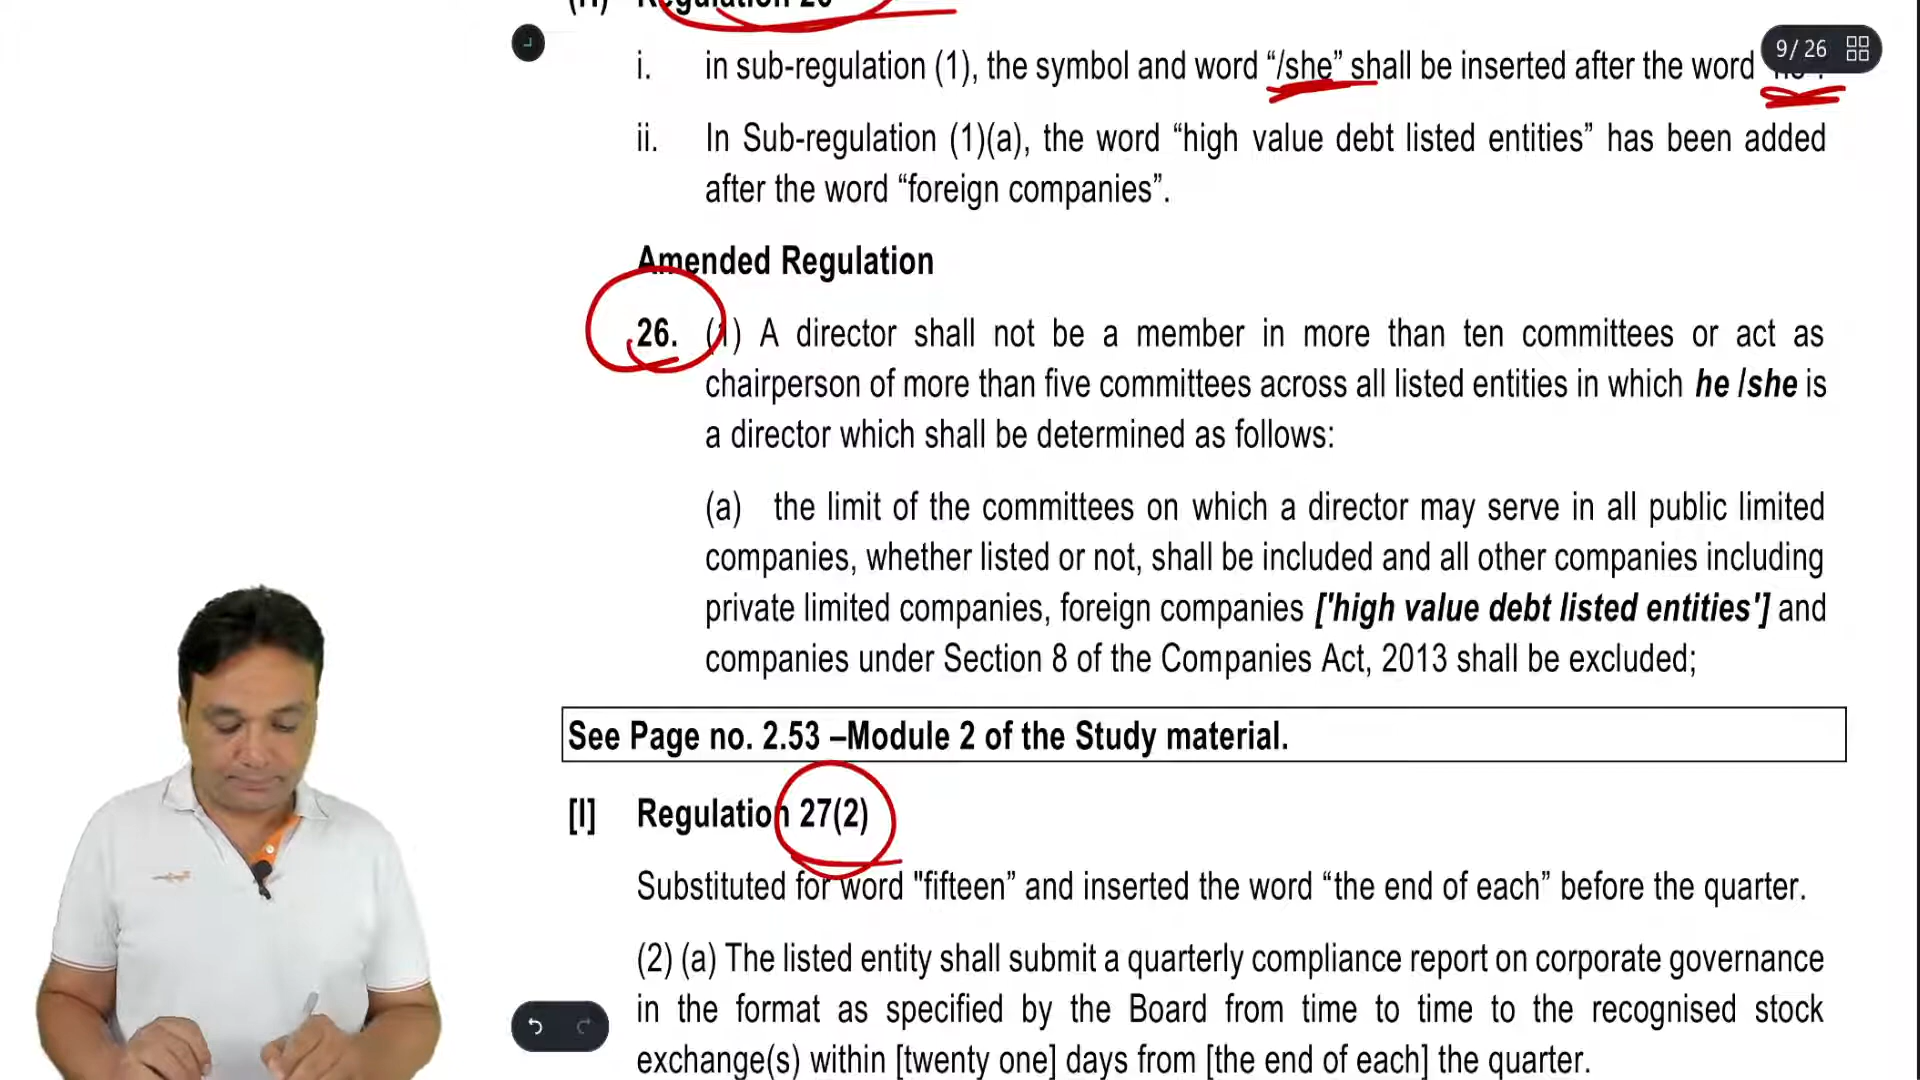 Regulation 26
9/ 26
i. in sub-regulation (1), the symbol and word “/she” shall be inserted after the word
ii. In Sub-regulation (1)(a), the word “high value debt listed entities” has been added
after the word “foreign companies”.
Amended Regulation
26. (1) A director shall not be a member in more than ten committees or act as
chairperson of more than five committees across all listed entities in which he /she is
a director which shall be determined as follows:
(a) the limit of the committees on which a director may serve in all public limited
companies, whether listed or not, shall be included and all other companies including
private limited companies, foreign companies ['high value debt listed entities'] and
companies under Section 8 of the Companies Act, 2013 shall be excluded;
See Page no. 2.53 –Module 2 of the Study material.
[I] Regulation 27(2)
Substituted for word "fifteen” and inserted the word “the end of each” before the quarter.
(2) (a) The listed entity shall submit a quarterly compliance report on corporate governance
in the format as specified by the Board from time to time to the recognised stock
exchange(s) within [twenty one] days from [the end of each] the quarter.